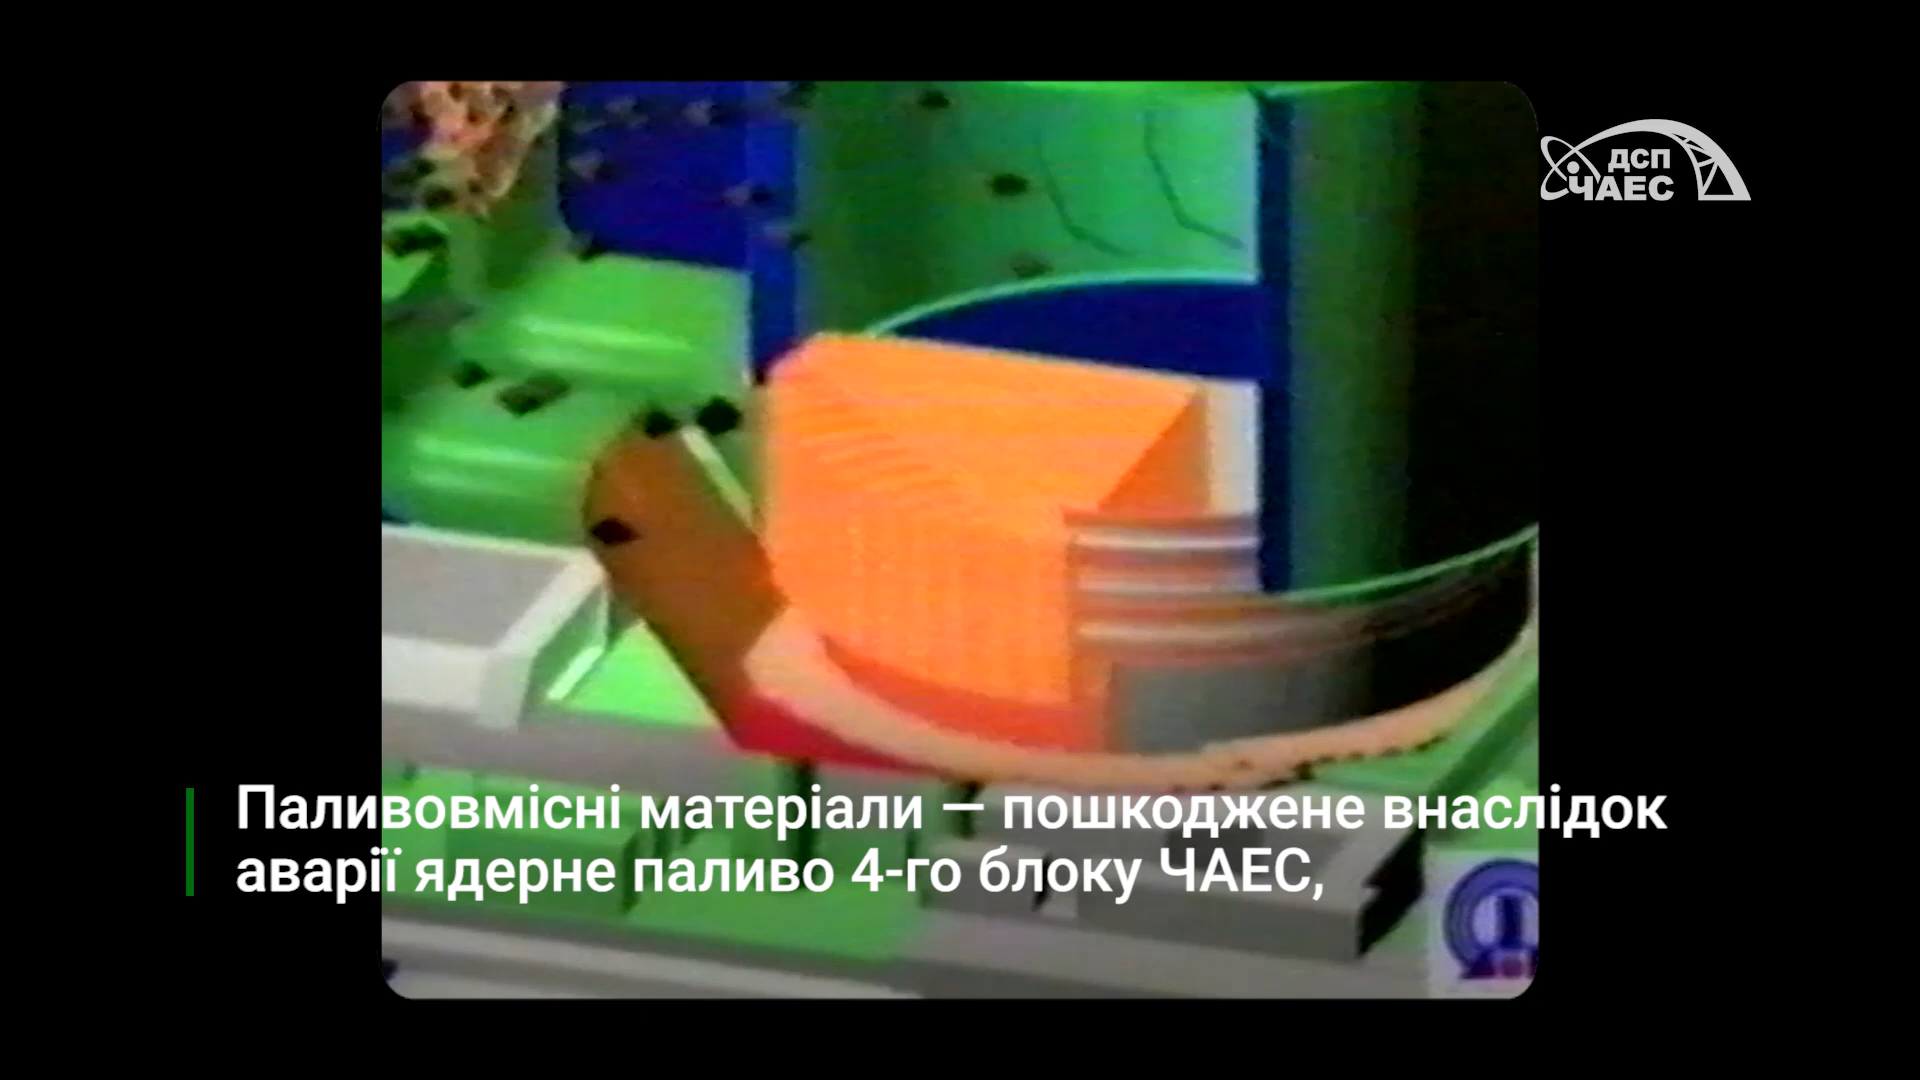 ДСП
ЧАЕС
Паливовмісні матеріали — пошкоджене внаслідок
аварії ядерне паливо 4-го блоку ЧАЕС,